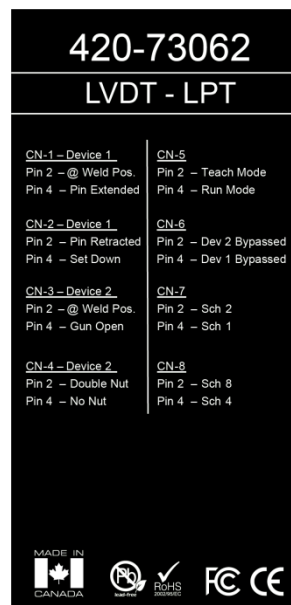 420-73062
LVDT - LPT
CN-1 – Device 1
Pin 2 – @ Weld Pos.
Pin 4 – Pin Extended
CN-2 – Device 1
Pin 2 – Pin Retracted
Pin 4 – Set Down
CN-3 – Device 2
Pin 2 – @ Weld Pos.
Pin 4 – Gun Open
CN-4 – Device 2
Pin 2 – Double Nut
Pin 4 – No Nut
CN-5
Pin 2 – Teach Mode
Pin 4 – Run Mode
CN-6
Pin 2 – Dev 2 Bypassed
Pin 4 – Dev 1 Bypassed
CN-7
Pin 2 – Sch 2
Pin 4 – Sch 1
CN-8
Pin 2 – Sch 8
Pin 4 – Sch 4
MADE IN
CANADA
Pb
lead-free
RoHS
2002/95/EC
FC CE